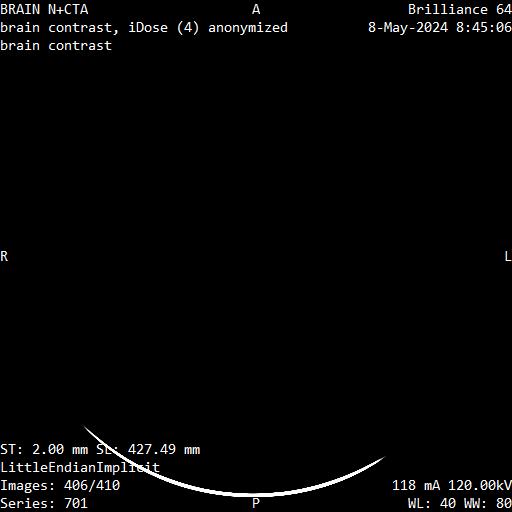 BRAIN N+CTA A Brilliance 64
brain contrast, iDose (4) anonymized 8-May-2024 8:45:06
brain contrast
R L
ST: 2.00 mm SL: 427.49 mm
LittleEndianImplicit
Images: 406/410 118 mA 120.00kV
Series: 701 P WL: 40 WW: 80